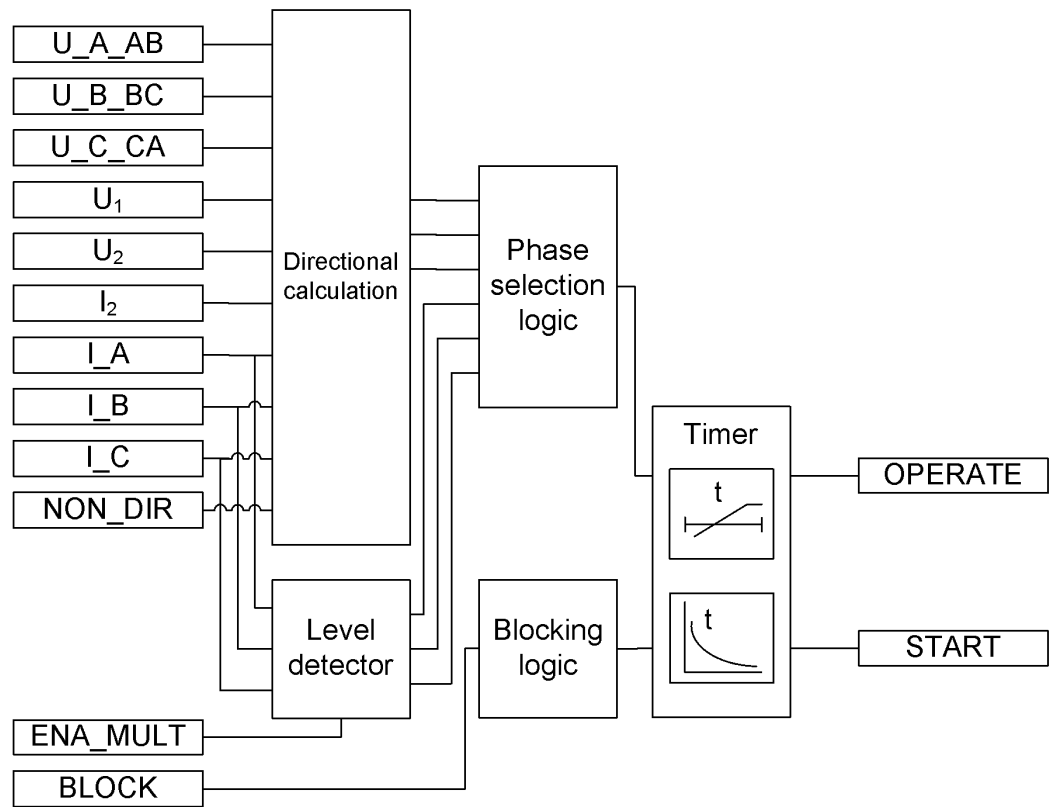 U_A_AB
U_B_BC
U_C_CA
U₁
U₂
I₂
I_A
I_B
I_C
NON_DIR
ENA_MULT
BLOCK
Directional
calculation
Level
detector
Phase
selection
logic
Blocking
logic
Timer
t
t
OPERATE
START